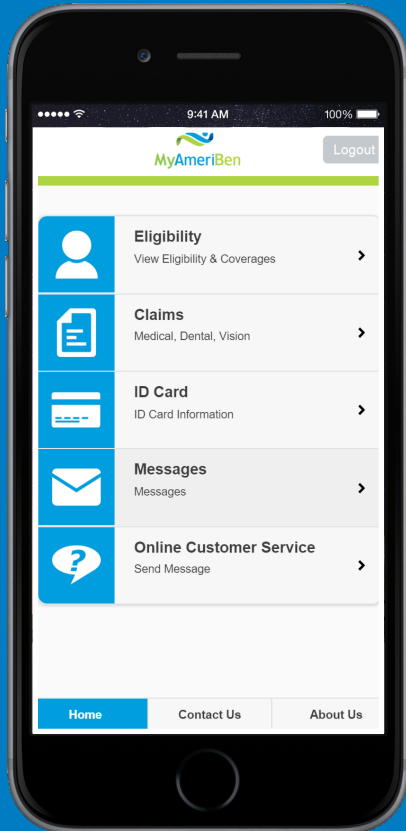 9:41 AM 100%
MyAmeriBen
Logout
Eligibility
View Eligibility & Coverages
Claims
Medical, Dental, Vision
ID Card
ID Card Information
Messages
Messages
?
Online Customer Service
Send Message
Home Contact Us About Us